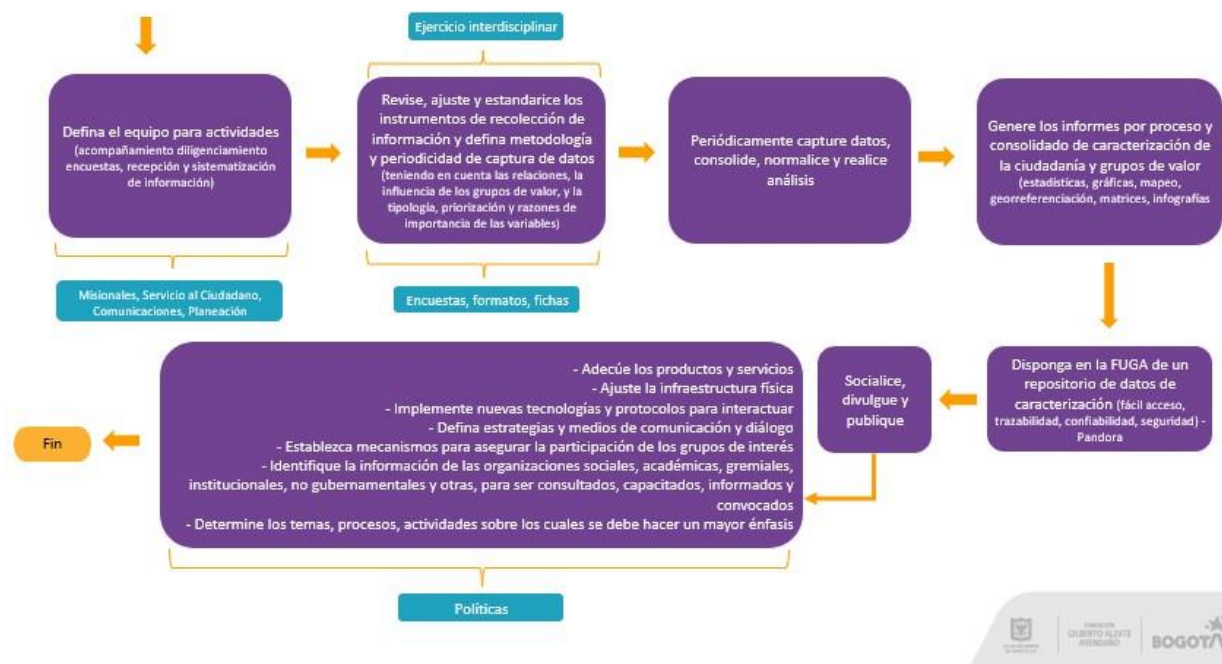 Ejercicio interdisciplinar
Defina el equipo para actividades
(acompañamiento diligenciamiento
encuestas, recepción y sistematización
de información)
Misionales, Servicio al Ciudadano,
Comunicaciones, Planeación
Revise, ajuste y estandarice los
instrumentos de recolección de
información y defina metodología
y periodicidad de captura de datos
(teniendo en cuenta las relaciones, la
influencia de los grupos de valor, y la
tipología, priorización y razones de
importancia de las variables)
Encuestas, formatos, fichas
Periódicamente capture datos,
consolide, normalice y realice
análisis
Genere los informes por proceso y
consolidado de caracterización de
la ciudadanía y grupos de valor
(estadísticas, gráficas, mapeo,
georreferenciación, matrices, infografías
Disponga en la FUGA de un
repositorio de datos de
caracterización (fácil acceso,
trazabilidad, confiabilidad, seguridad) -
Pandora
Socialice,
divulgue y
publique
- Adecúe los productos y servicios
- Ajuste la infraestructura física
- Implemente nuevas tecnologías y protocolos para interactuar
- Defina estrategias y medios de comunicación y diálogo
- Establezca mecanismos para asegurar la participación de los grupos de interés
- Identifique la información de las organizaciones sociales, académicas, gremiales,
institucionales, no gubernamentales y otras, para ser consultados, capacitados, informados y
convocados
- Determine los temas, procesos, actividades sobre los cuales se debe hacer un mayor énfasis
Políticas
Fin
FUNDACIÓN
GILBERTO ALZATE
AVENDAÑO
BOGOTÁ